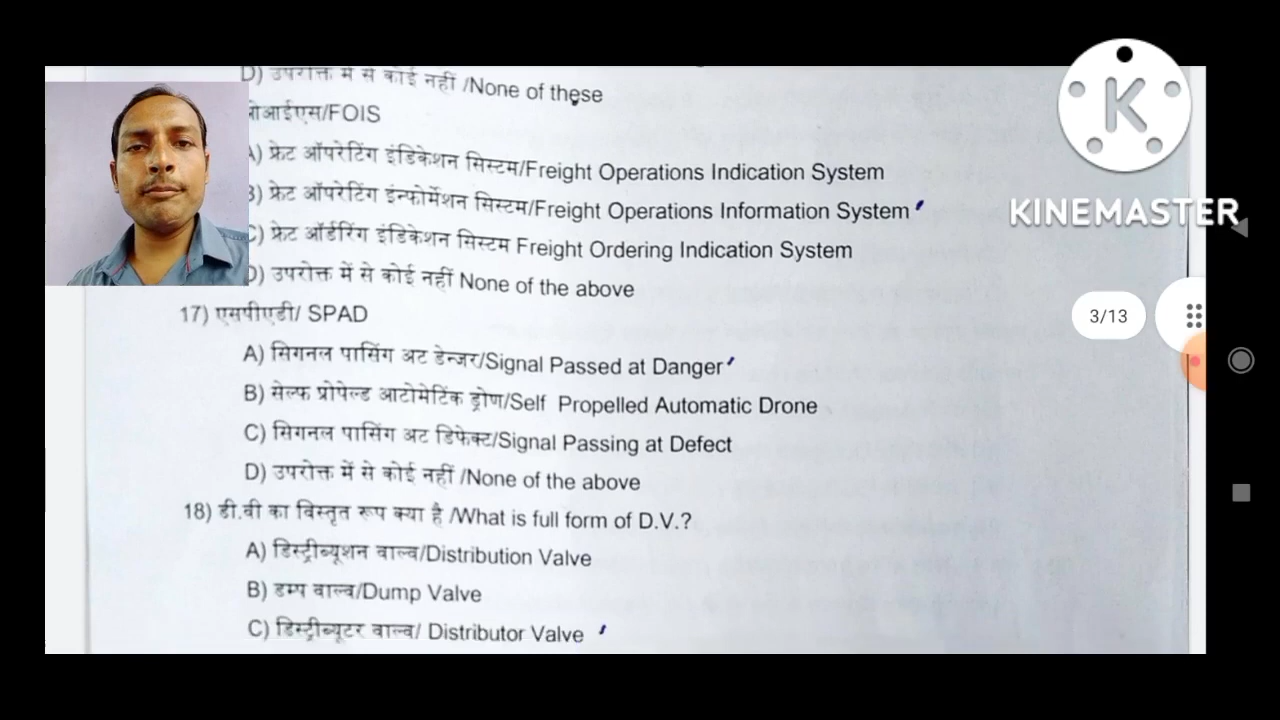 D) उपरोक्त में से कोई नहीं /None of these
ओआईएस/FOIS
A) फ्रेट ऑपरेटिंग इंडिकेशन सिस्टम/Freight Operations Indication System
B) फ्रेट ऑपरेटिंग इंन्फोर्मेशन सिस्टम/Freight Operations Information System
C) फ्रेट ऑर्डरिंग इंडिकेशन सिस्टम Freight Ordering Indication System
D) उपरोक्त में से कोई नहीं None of the above
17) एसपीएडी/ SPAD
A) सिगनल पासिंग अट डेन्जर/Signal Passed at Danger
B) सेल्फ प्रोपेल्ड आटोमेटिंक ड्रोण/Self Propelled Automatic Drone
C) सिगनल पासिंग अट डिफेक्ट/Signal Passing at Defect
D) उपरोक्त में से कोई नहीं /None of the above
18) डी.वी का विस्तृत रूप क्या है /What is full form of D.V.?
A) डिस्ट्रीब्यूशन वाल्व/Distribution Valve
B) डम्प वाल्व/Dump Valve
C) डिस्ट्रीब्यूटर वाल्व/ Distributor Valve
K
KINEMASTER
3/13